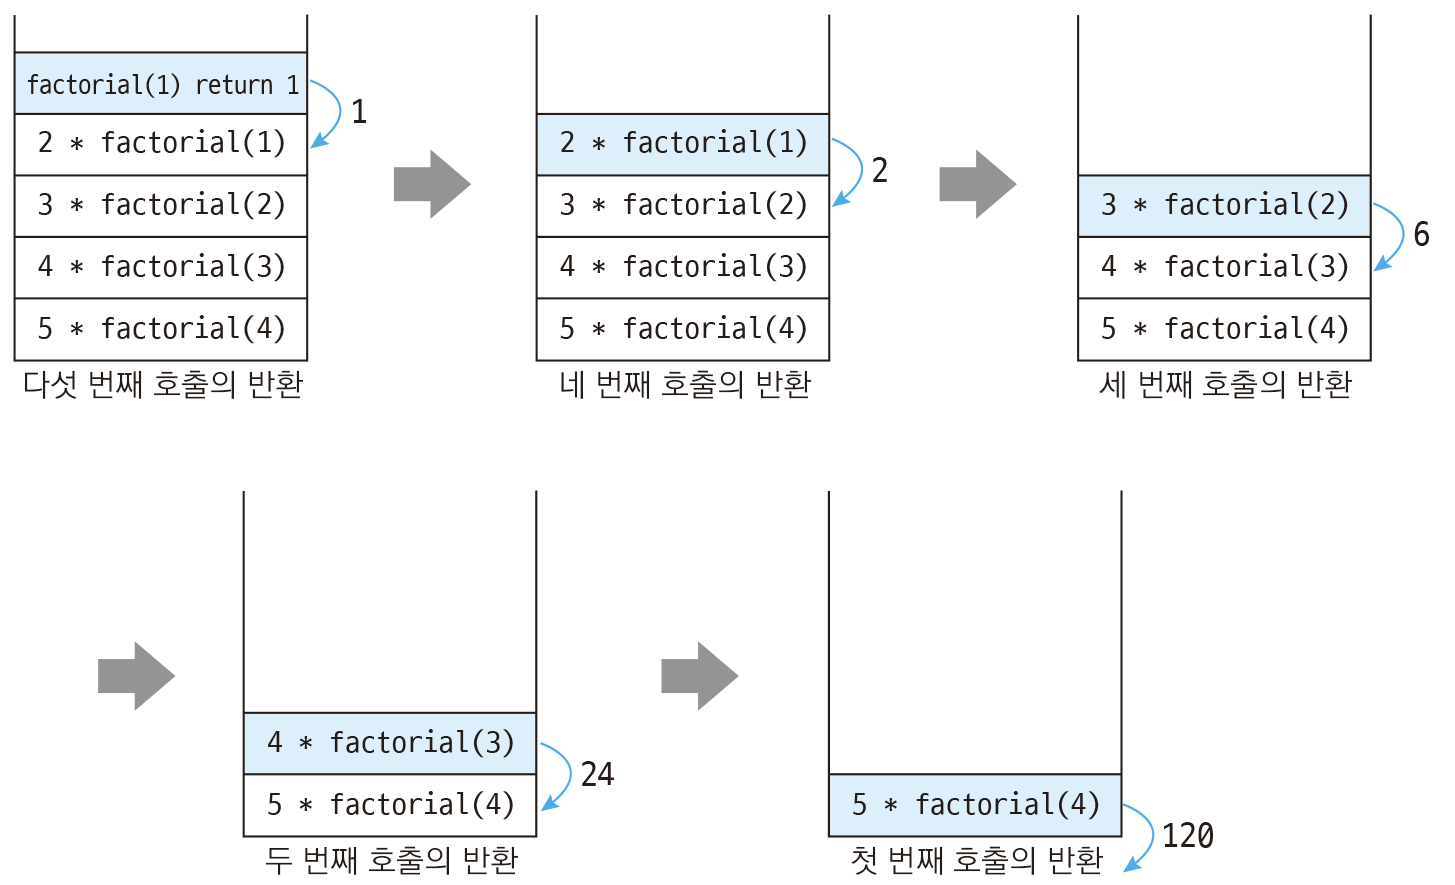 factorial(1) return 1
1
2 * factorial(1)
3 * factorial(2)
4 * factorial(3)
5 * factorial(4)
다섯 번째 호출의 반환
2 * factorial(1)
2
3 * factorial(2)
4 * factorial(3)
5 * factorial(4)
네 번째 호출의 반환
3 * factorial(2)
6
4 * factorial(3)
5 * factorial(4)
세 번째 호출의 반환
4 * factorial(3)
24
5 * factorial(4)
두 번째 호출의 반환
5 * factorial(4)
120
첫 번째 호출의 반환